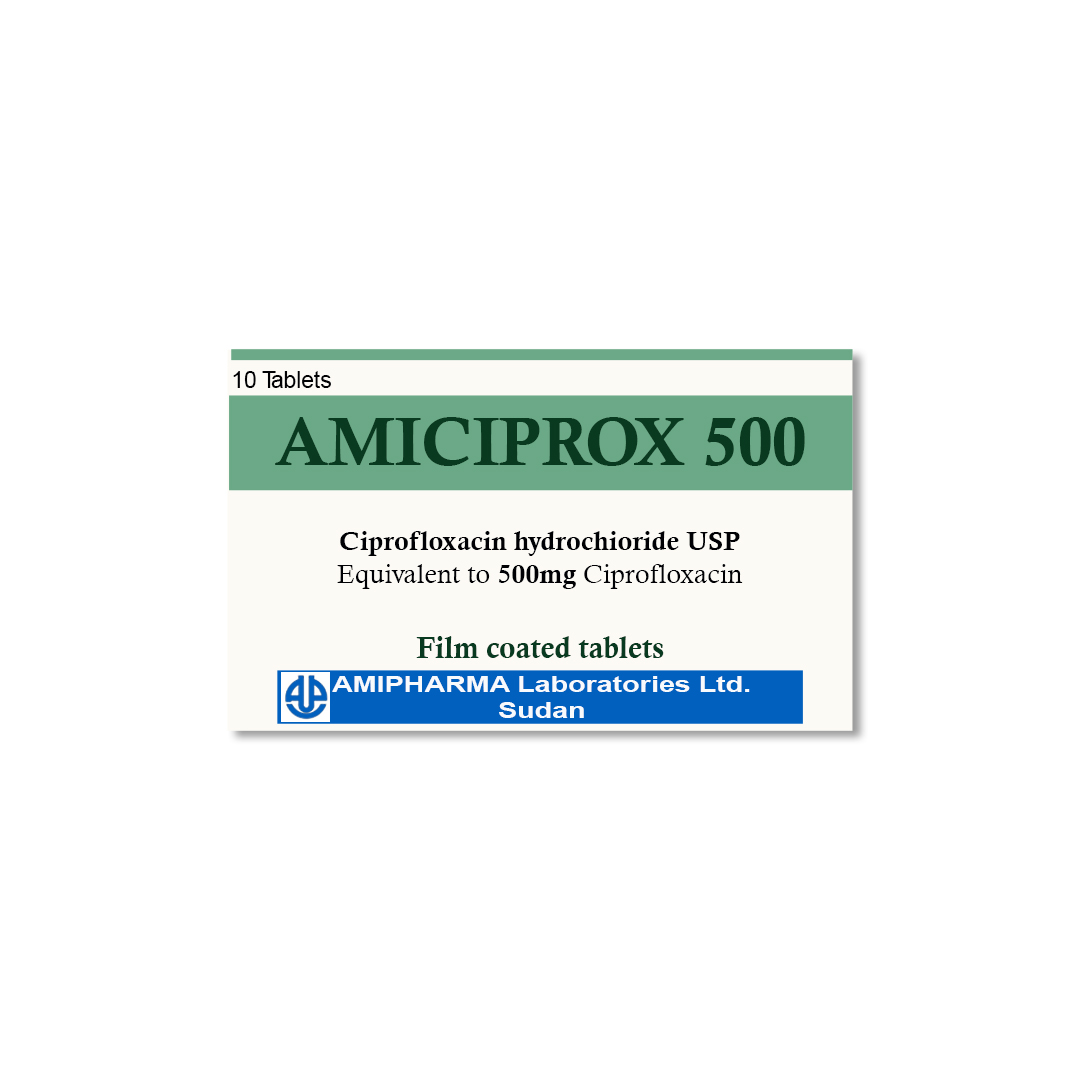 10 Tablets
AMICIPROX 500
Ciprofloxacin hydrochioride USP
Equivalent to 500mg Ciprofloxacin
Film coated tablets
AMIPHARMA Laboratories Ltd.
Sudan